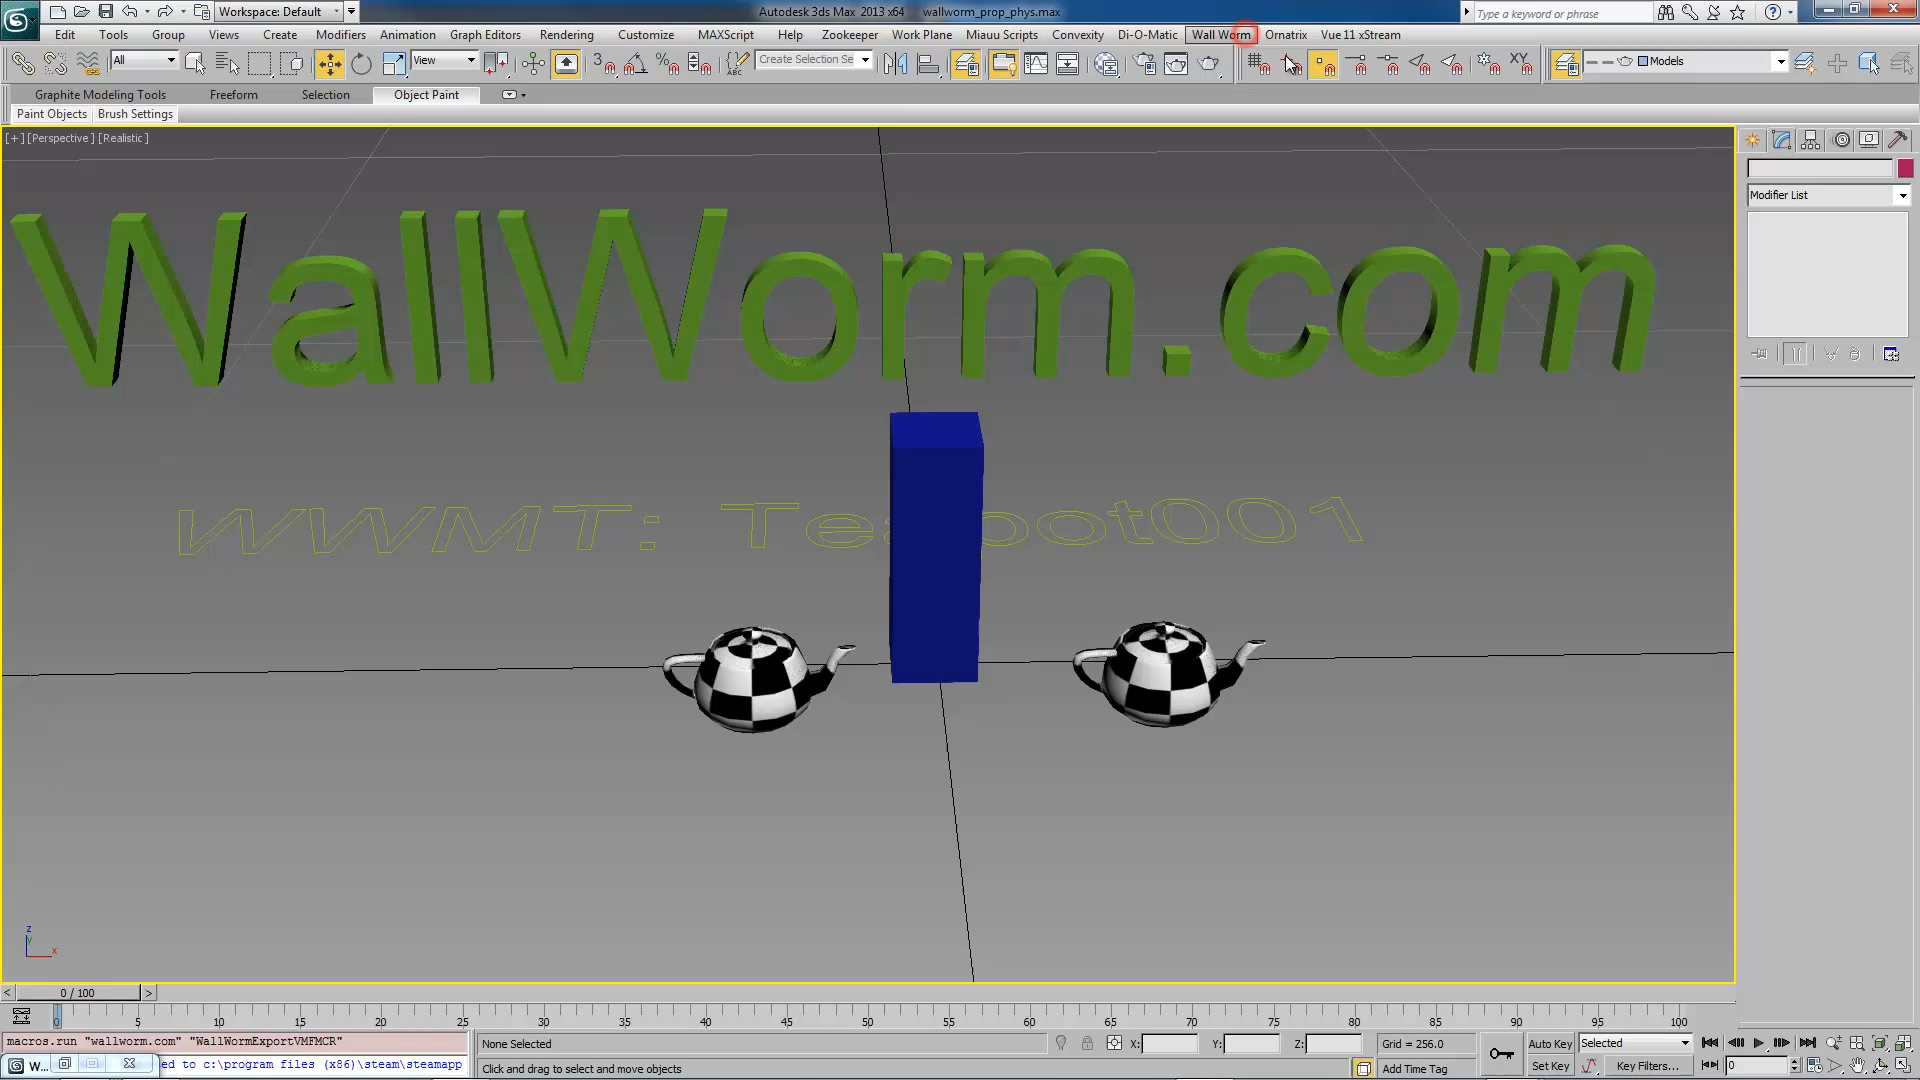 Workspace: Default
Autodesk 3ds Max 2013 x64 wallworm_prop_phys.max
Type a keyword or phrase
Edit Tools Group Views Create Modifiers Animation Graph Editors Rendering Customize MAXScript Help Zookeeper Work Plane Miauu Scripts Convexity Di-O-Matic Wall Worm Ornatrix Vue 11 xStream
All View 3 ABC Create Selection Se XY Models
Graphite Modeling Tools Freeform Selection Object Paint
Paint Objects Brush Settings
[+] [Perspective] [Realistic]
Modifier List
WallWorm.com
WWMT: Te oot001
z
y
x
< 0 / 100 >
0 5 10 15 20 25 30 35 40 45 50 55 60 65 70 75 80 85 90 95 100
macros.run "wallworm.com" "WallWormExportVMFMCR"
None Selected X: Y: Z: Grid = 256.0 Auto Key Selected
W... ed to c:\program files (x86)\steam\steamapp
Click and drag to select and move objects Add Time Tag Set Key Key Filters... 0